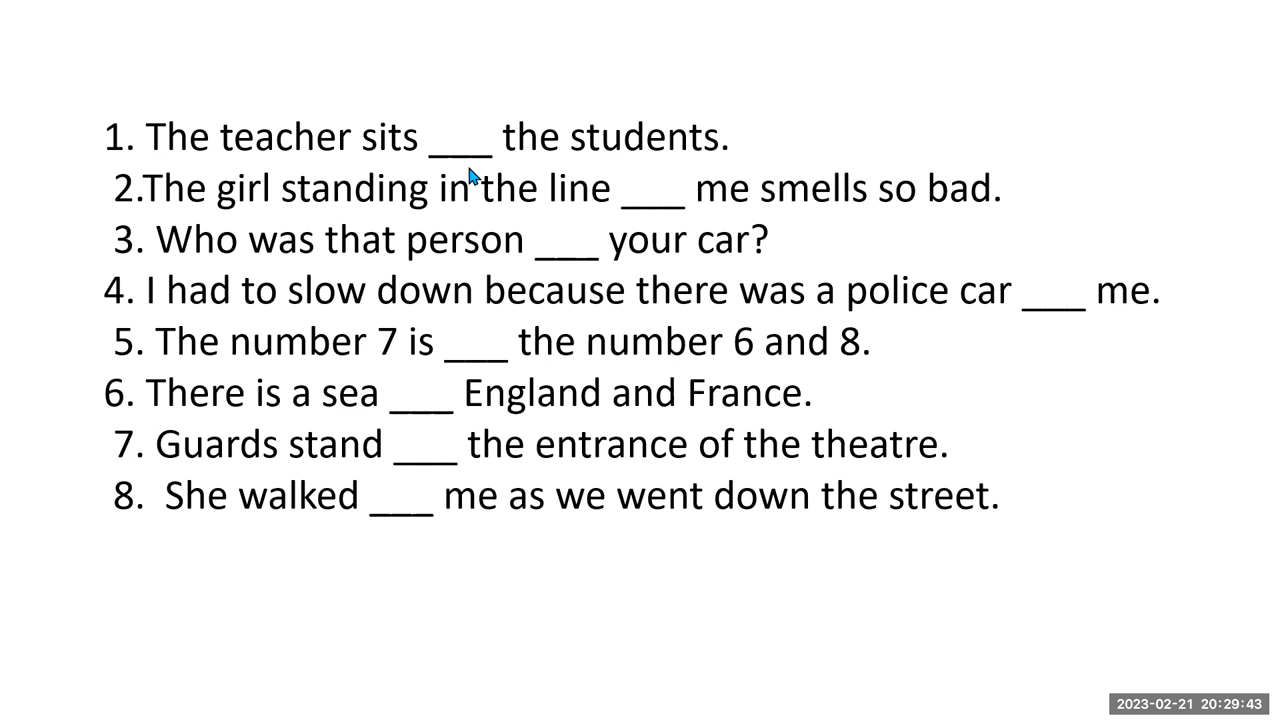 1. The teacher sits ___ the students.
2.The girl standing in the line ___ me smells so bad.
3. Who was that person ___ your car?
4. I had to slow down because there was a police car ___ me.
5. The number 7 is ___ the number 6 and 8.
6. There is a sea ___ England and France.
7. Guards stand ___ the entrance of the theatre.
8.  She walked ___ me as we went down the street.
2023-02-21 20:29:43